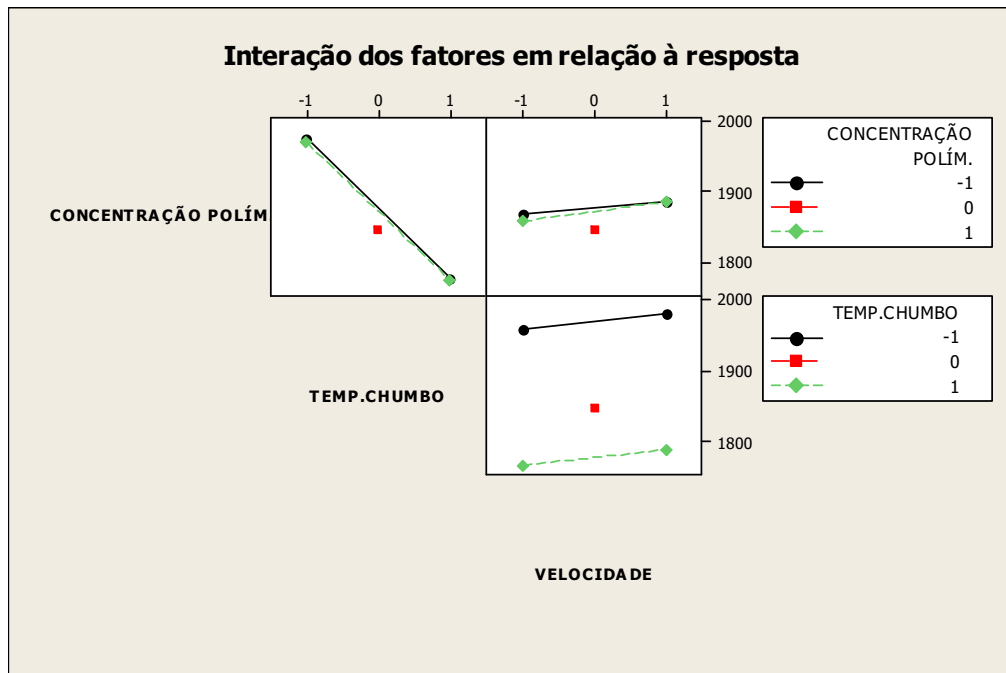 Interação dos fatores em relação à resposta
-1 0 1 -1 0 1
2000
1900
1800
CONCENTRAÇÃO
POLÍM.
-1
0
1
CONCENTRAÇÃO POLÍM
2000
1900
1800
TEMP.CHUMBO
-1
0
1
TEMP.CHUMBO
VELOCIDADE